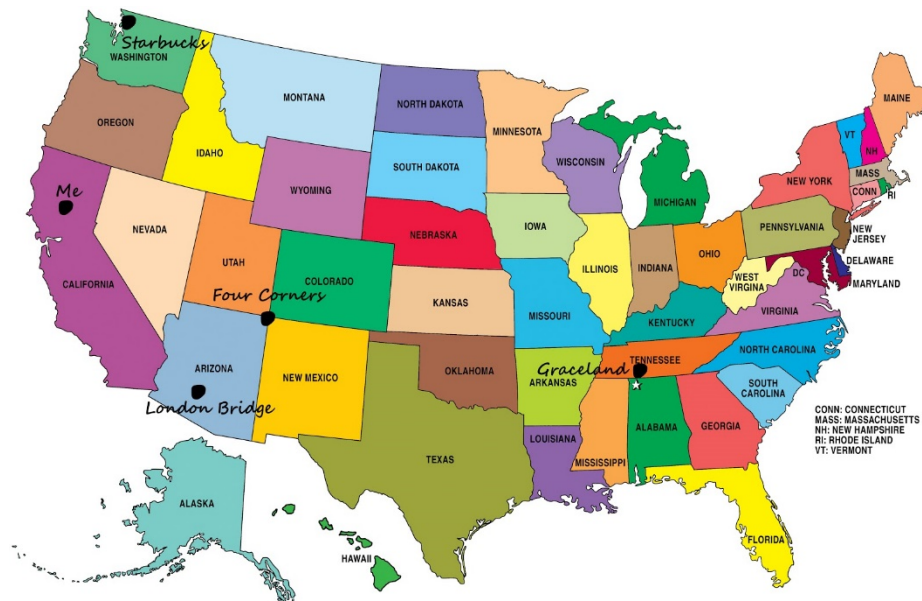 Starbucks
WASHINGTON
MONTANA
NORTH DAKOTA
MINNESOTA
MAINE
OREGON
IDAHO
VT
NH
WISCONSIN
SOUTH DAKOTA
MASS
Me
WYOMING
NEW YORK
CONN
RI
MICHIGAN
NEVADA
NEBRASKA
IOWA
PENNSYLVANIA
NEW
JERSEY
OHIO
UTAH
ILLINOIS
INDIANA
DELAWARE
COLORADO
WEST
VIRGINIA
DC
MARYLAND
CALIFORNIA
Four Corners
KANSAS
MISSOURI
VIRGINIA
KENTUCKY
NORTH CAROLINA
TENNESSEE
Graceland
ARIZONA
NEW MEXICO
OKLAHOMA
ARKANSAS
SOUTH
CAROLINA
London Bridge
CONN: CONNECTICUT
MASS: MASSACHUSETTS
NH: NEW HAMPSHIRE
RI: RHODE ISLAND
VT: VERMONT
ALABAMA
GEORGIA
LOUISIANA
TEXAS
MISSISSIPPI
ALASKA
FLORIDA
HAWAII